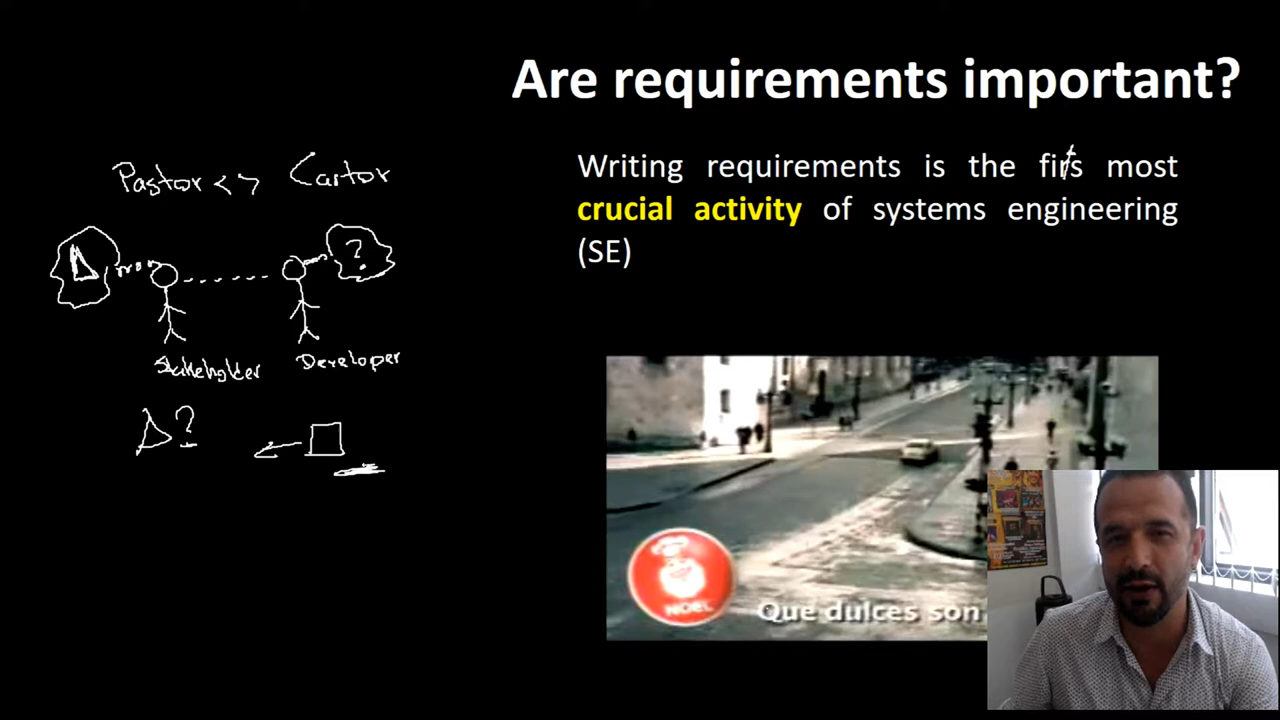 Are requirements important?
Writing requirements is the firts most
crucial activity of systems engineering
(SE)
Pastor <> Cartor
?
Stakeholder Developer
?
NOEL
Que dulces son